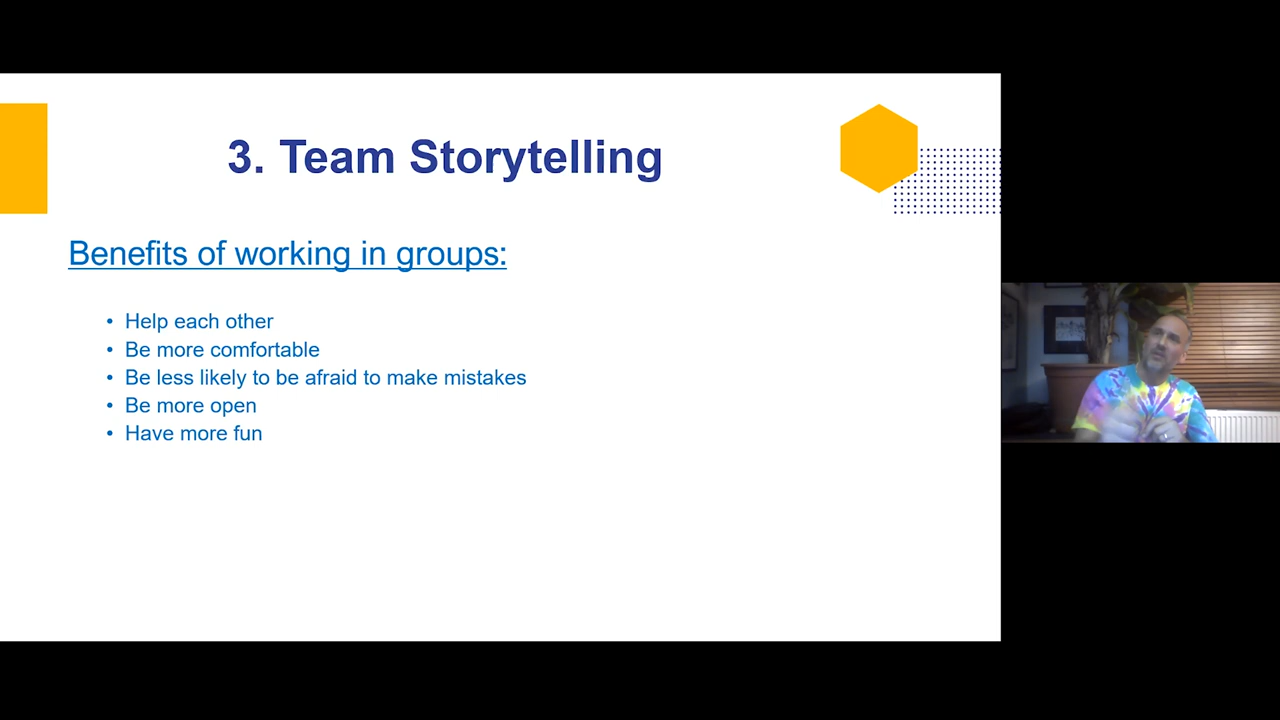 3. Team Storytelling
Benefits of working in groups:
• Help each other
• Be more comfortable
• Be less likely to be afraid to make mistakes
• Be more open
• Have more fun